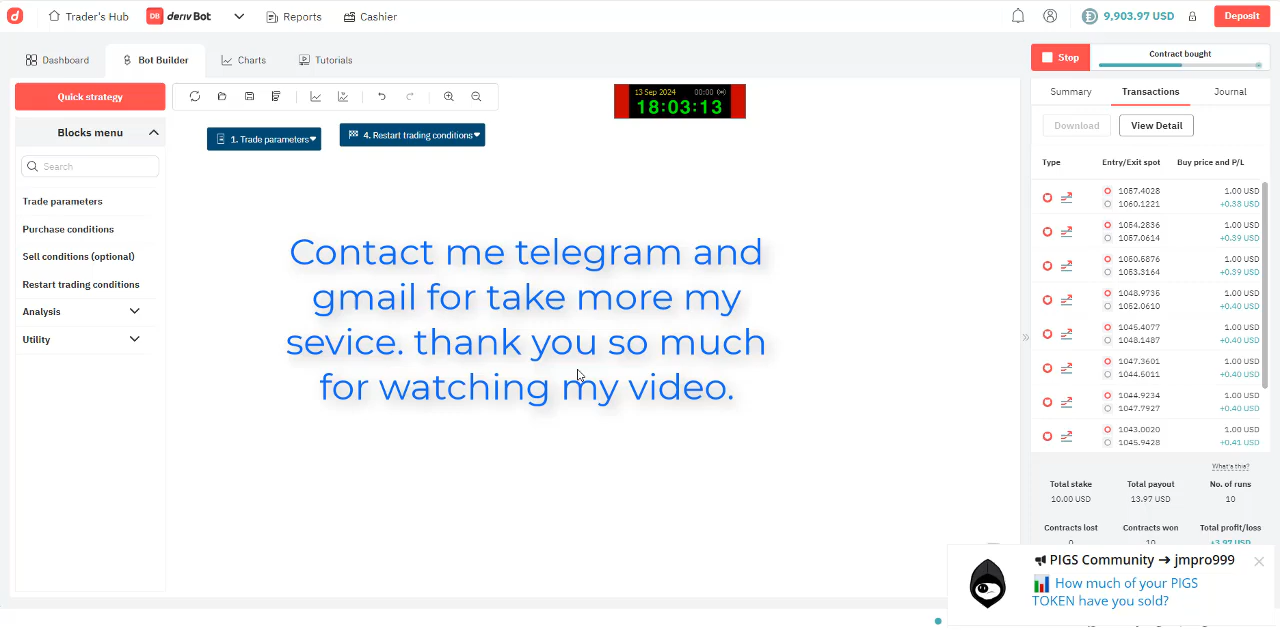 Trader's Hub
DB
deriv Bot
Reports
Cashier
9,903.97 USD
Deposit
Dashboard
Bot Builder
Charts
Tutorials
Stop
Contract bought
Quick strategy
Blocks menu
Search
Trade parameters
Purchase conditions
Sell conditions (optional)
Restart trading conditions
Analysis
Utility
13 Sep 2024 00:00
18:03:13
1. Trade parameters
4. Restart trading conditions
Contact me telegram and
gmail for take more my
sevice. thank you so much
for watching my video.
Summary
Transactions
Journal
Download
View Detail
Type Entry/Exit spot Buy price and P/L
1057.4028 1.00 USD
1060.1221 +0.38 USD
1054.2836 1.00 USD
1057.0614 +0.39 USD
1050.5876 1.00 USD
1053.3164 +0.39 USD
1048.9735 1.00 USD
1052.0610 +0.40 USD
1045.4077 1.00 USD
1048.1487 +0.40 USD
1047.3601 1.00 USD
1044.5011 +0.40 USD
1044.9234 1.00 USD
1047.7927 +0.40 USD
1043.0020 1.00 USD
1045.9428 +0.41 USD
What's this?
Total stake Total payout No. of runs
10.00 USD 13.97 USD 10
Contracts lost Contracts won Total profit/loss
0 10 +3.97 USD
PIGS Community → jmpro999
How much of your PIGS
TOKEN have you sold?